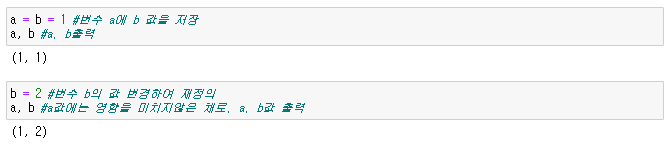 a = b = 1 #변수 a에 b 값을 저장
a, b #a, b출력
(1, 1)
b = 2 #변수 b의 값 변경하여 재정의
a, b #a값에는 영향을 미치지않은 채로, a, b값 출력
(1, 2)